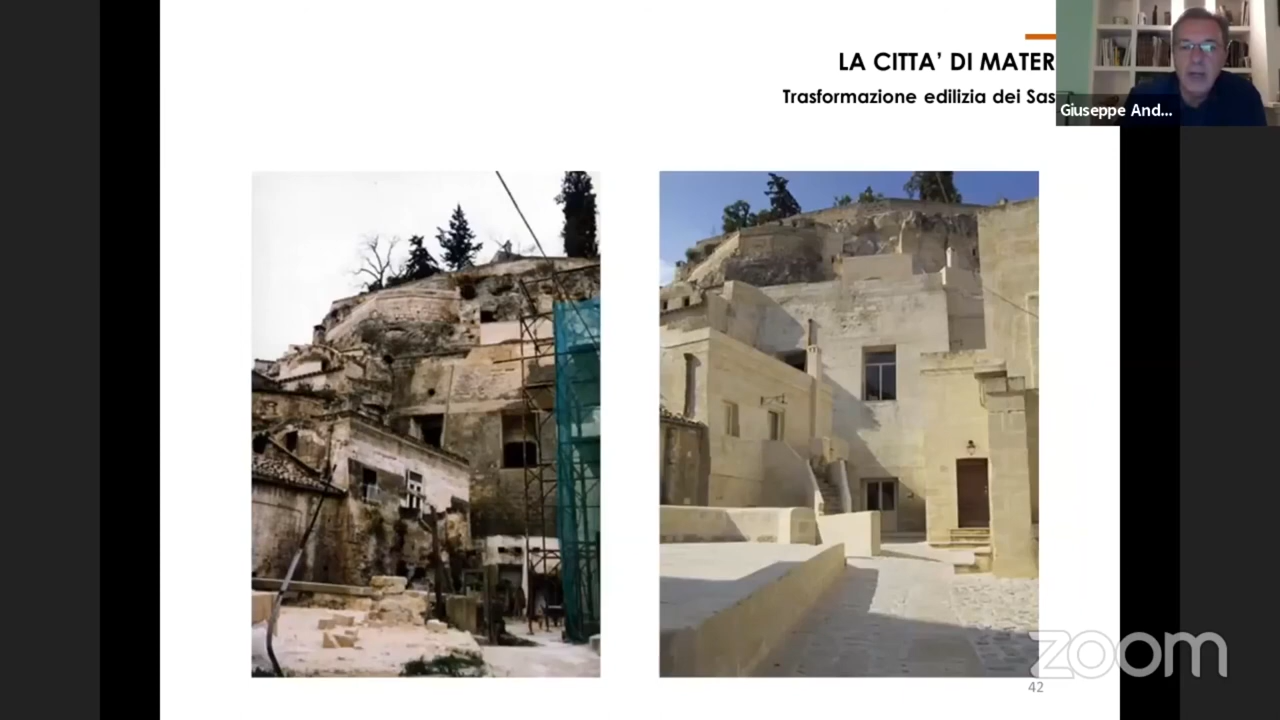 LA CITTA' DI MATER
Trasformazione edilizia dei Sas
Giuseppe And...
zoom
42